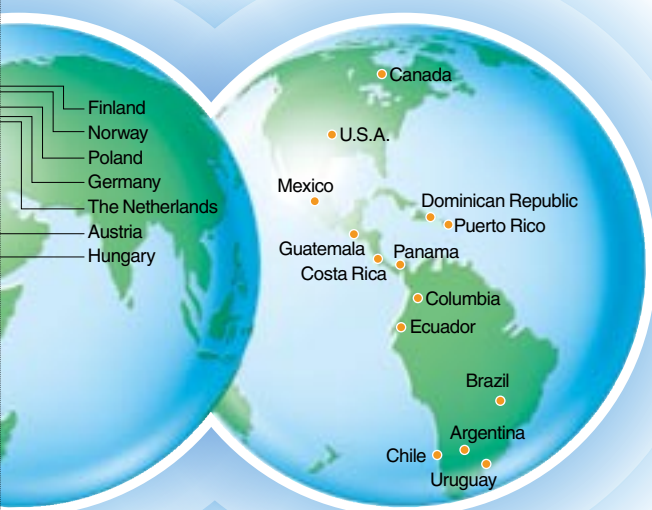 Finland
Norway
Poland
Germany
The Netherlands
Austria
Hungary
Canada
U.S.A.
Mexico
Dominican Republic
Puerto Rico
Guatemala
Panama
Costa Rica
Columbia
Ecuador
Brazil
Argentina
Chile
Uruguay